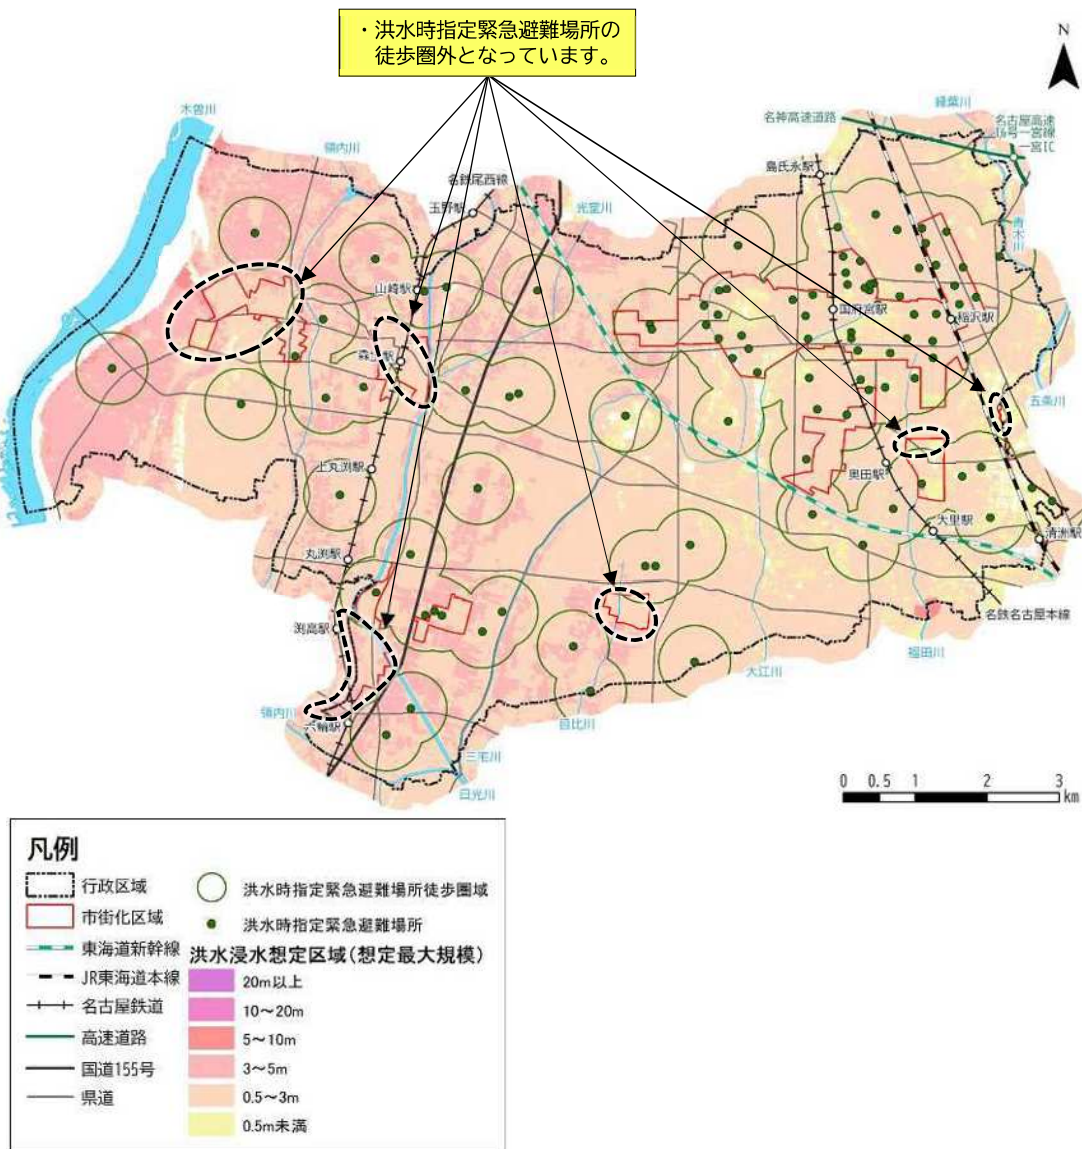 ・洪水時指定緊急避難場所の
徒歩圏外となっています。
N
木曽川
領内川
名鉄尾西線
玉野駅
光堂川
山崎駅
森上駅
上丸渕駅
丸渕駅
渕高駅
領内川
六輪駅
三宅川
日光川
目比川
大江川
福田川
名神高速道路
島氏永駅
縁葉川
名古屋高速
16号一宮線
一宮IC
青木川
国府宮駅
稲沢駅
五条川
奥田駅
大里駅
清洲駅
名鉄名古屋本線
0 0.5 1 2 3
km
凡例
行政区域
市街化区域
東海道新幹線
JR東海道本線
名古屋鉄道
高速道路
国道155号
県道
洪水時指定緊急避難場所徒歩圏域
洪水時指定緊急避難場所
洪水浸水想定区域(想定最大規模)
20m以上
10～20m
5～10m
3～5m
0.5～3m
0.5m未満